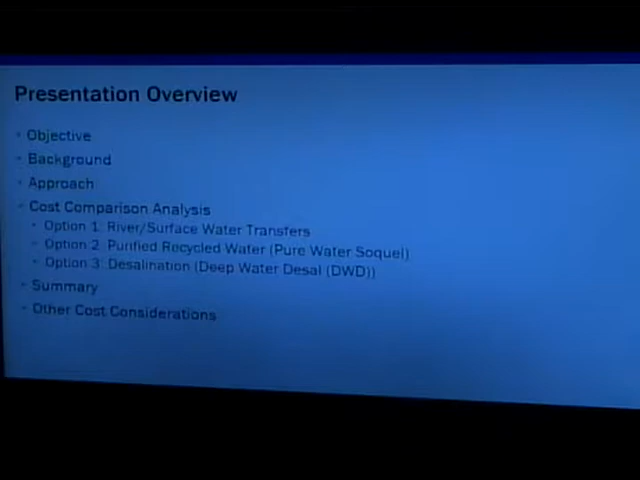 Presentation Overview
• Objective
• Background
• Approach
• Cost Comparison Analysis
• Option 1: River/Surface Water Transfers
• Option 2: Purified Recycled Water (Pure Water Soquel)
• Option 3: Desalination (Deep Water Desal (DWD))
• Summary
• Other Cost Considerations